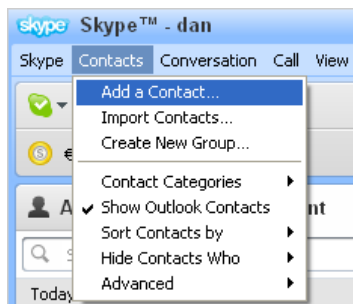 skype Skype™ - dan
Skype Contacts Conversation Call View
Add a Contact...
Import Contacts...
Create New Group...
€
Contact Categories
A
✔ Show Outlook Contacts nt
Sort Contacts by
Hide Contacts Who
Advanced
Today